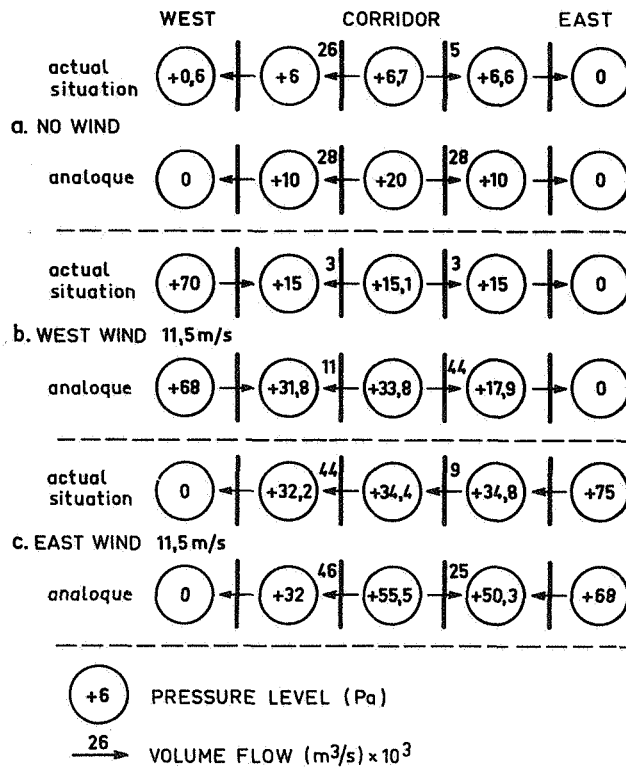 WEST CORRIDOR EAST
26 5
actual situation +0,6 +6 +6,7 +6,6 0
a. NO WIND
28 28
analoque 0 +10 +20 +10 0
3 3
actual situation +70 +15 +15,1 +15 0
b. WEST WIND 11,5 m/s
11 44
analoque +68 +31,8 +33,8 +17,9 0
44 9
actual situation 0 +32,2 +34,4 +34,8 +75
c. EAST WIND 11,5 m/s
46 25
analoque 0 +32 +55,5 +50,3 +68
+6 PRESSURE LEVEL (Pa)
26 VOLUME FLOW (m³/s) × 10³